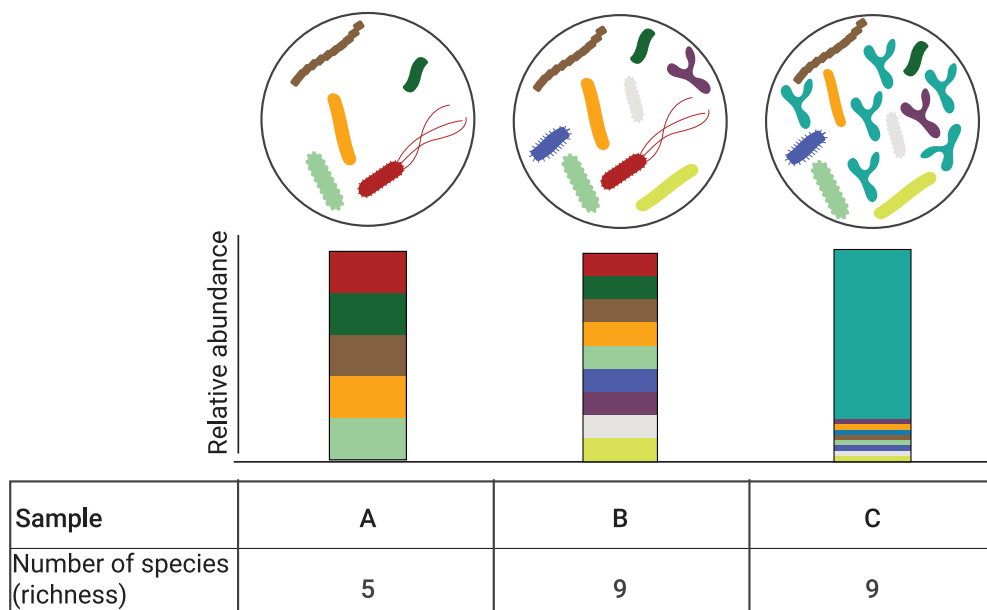 Relative abundance
Sample A B C
Number of species
(richness) 5 9 9